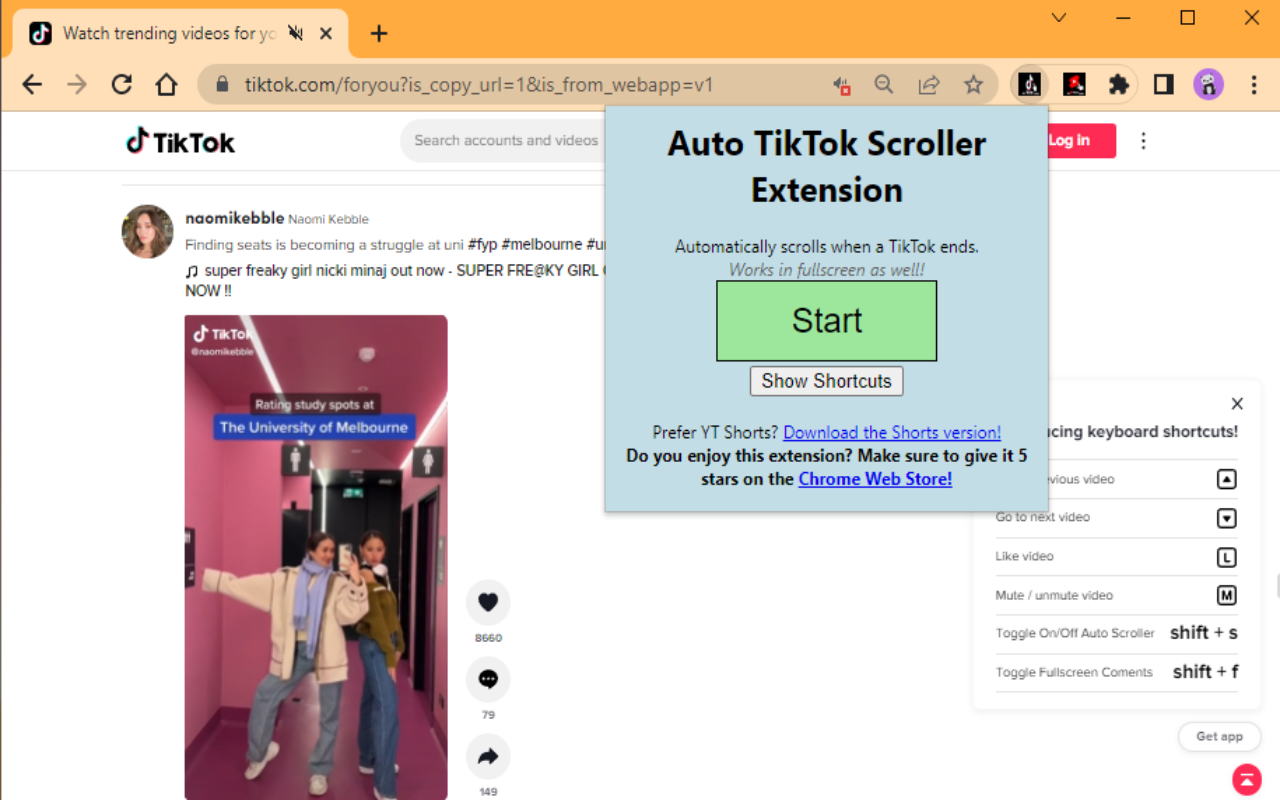 Watch trending videos for yo
tiktok.com/foryou?is_copy_url=1&is_from_webapp=v1
TikTok
Search accounts and videos
Log in
Auto TikTok Scroller
Extension
Automatically scrolls when a TikTok ends.
Works in fullscreen as well!
Start
Show Shortcuts
Prefer YT Shorts? Download the Shorts version!
Do you enjoy this extension? Make sure to give it 5
stars on the Chrome Web Store!
naomikebble Naomi Kebble
Finding seats is becoming a struggle at uni #fyp #melbourne
super freaky girl nicki minaj out now - SUPER FRE@KY GIRL
NOW !!
TikTok
@naomikebble
Rating study spots at
The University of Melbourne
8660
79
149
keyboard shortcuts!
video
Go to next video
Like video L
Mute / unmute video M
Toggle On/Off Auto Scroller shift + s
Toggle Fullscreen Coments shift + f
Get app